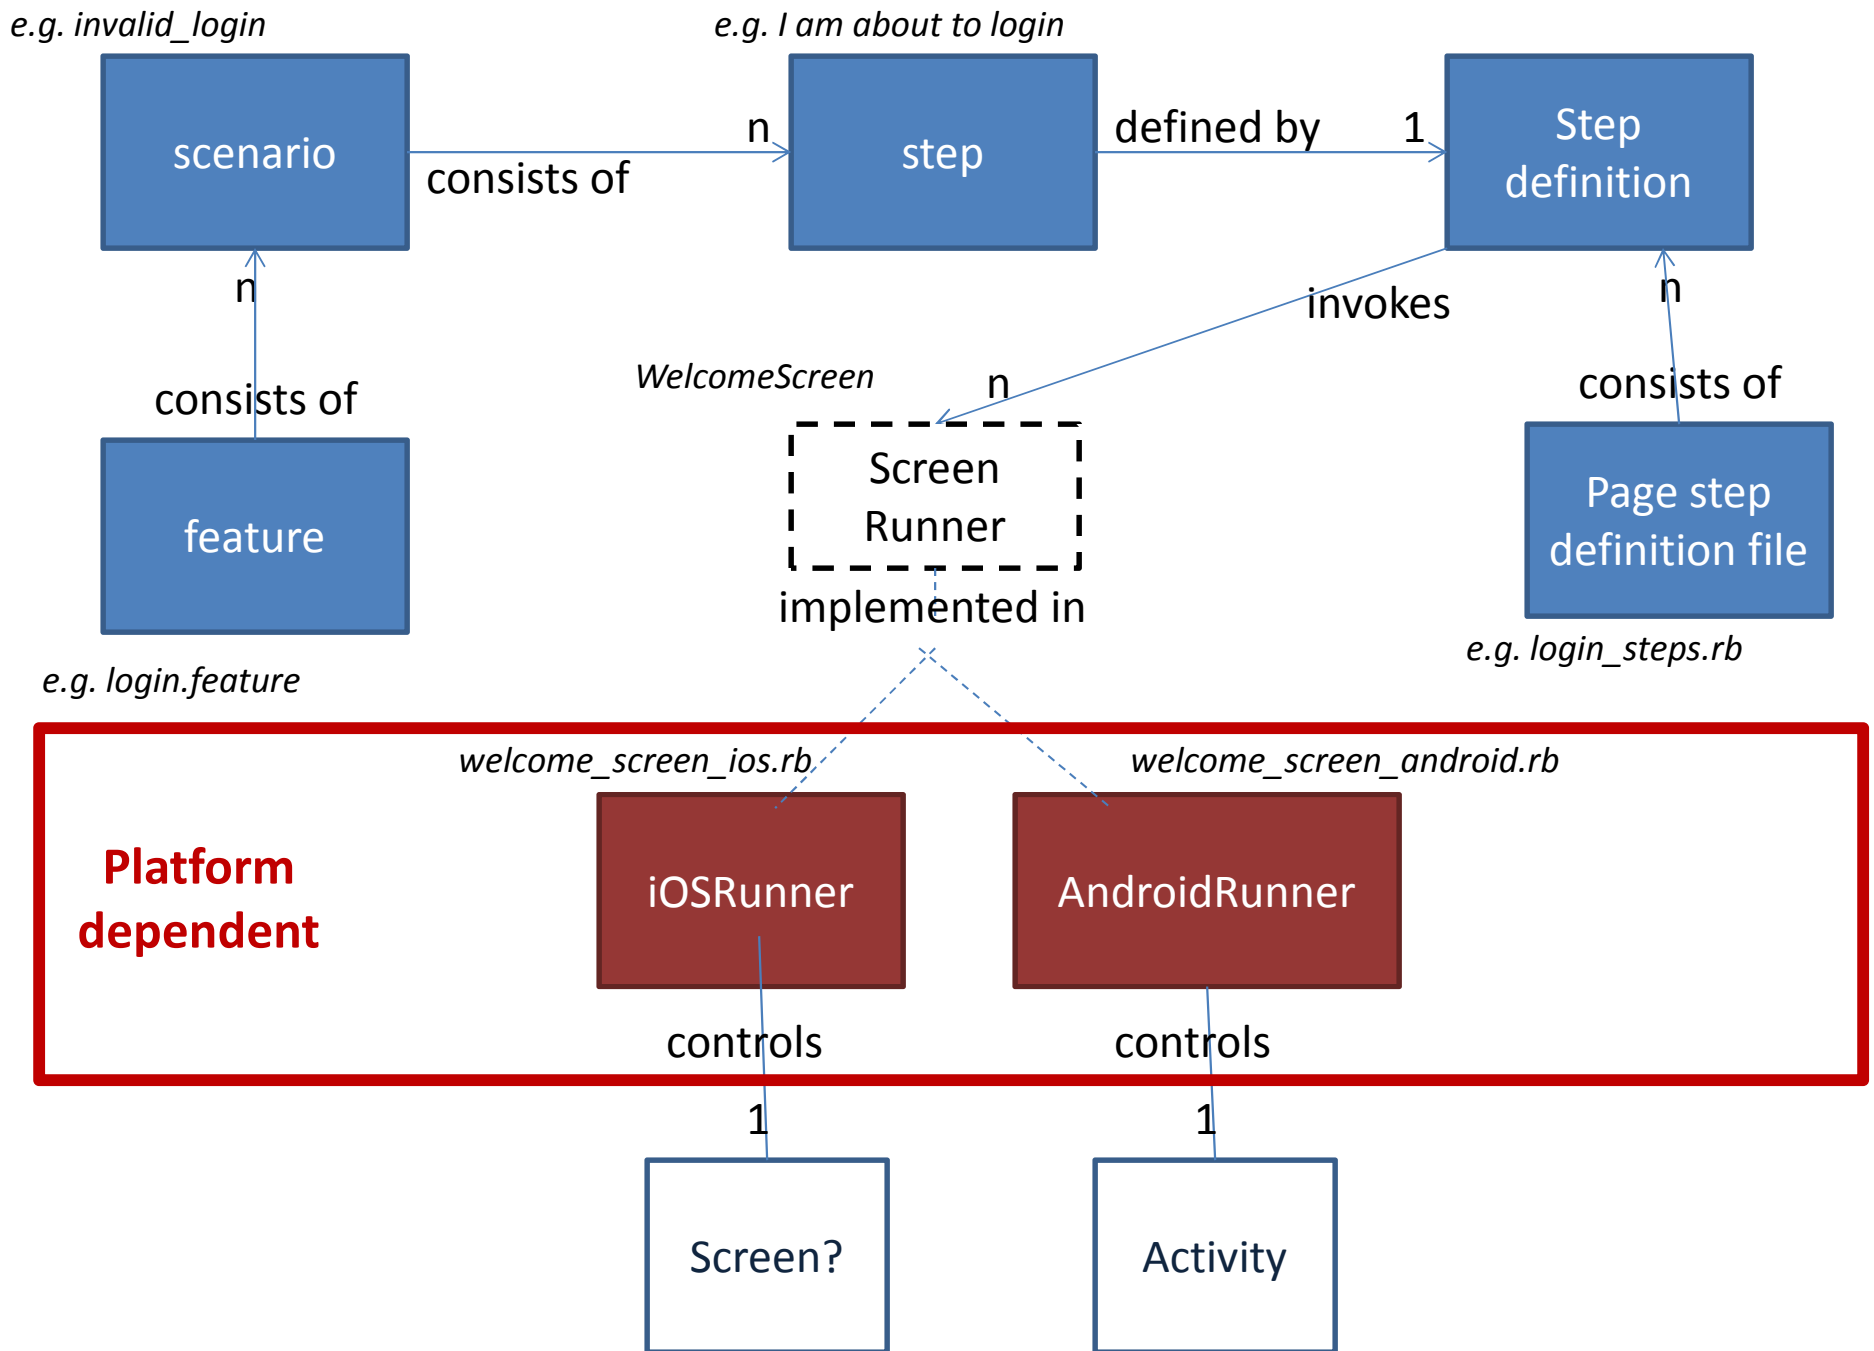 e.g. invalid_login
e.g. I am about to login
scenario
n
consists of
step
defined by
1
Step
definition
n
invokes
n
WelcomeScreen
n
consists of
consists of
Screen
Runner
feature
Page step
definition file
implemented in
e.g. login_steps.rb
e.g. login.feature
welcome_screen_ios.rb
welcome_screen_android.rb
Platform
dependent
iOSRunner
AndroidRunner
controls
controls
1
1
Screen?
Activity